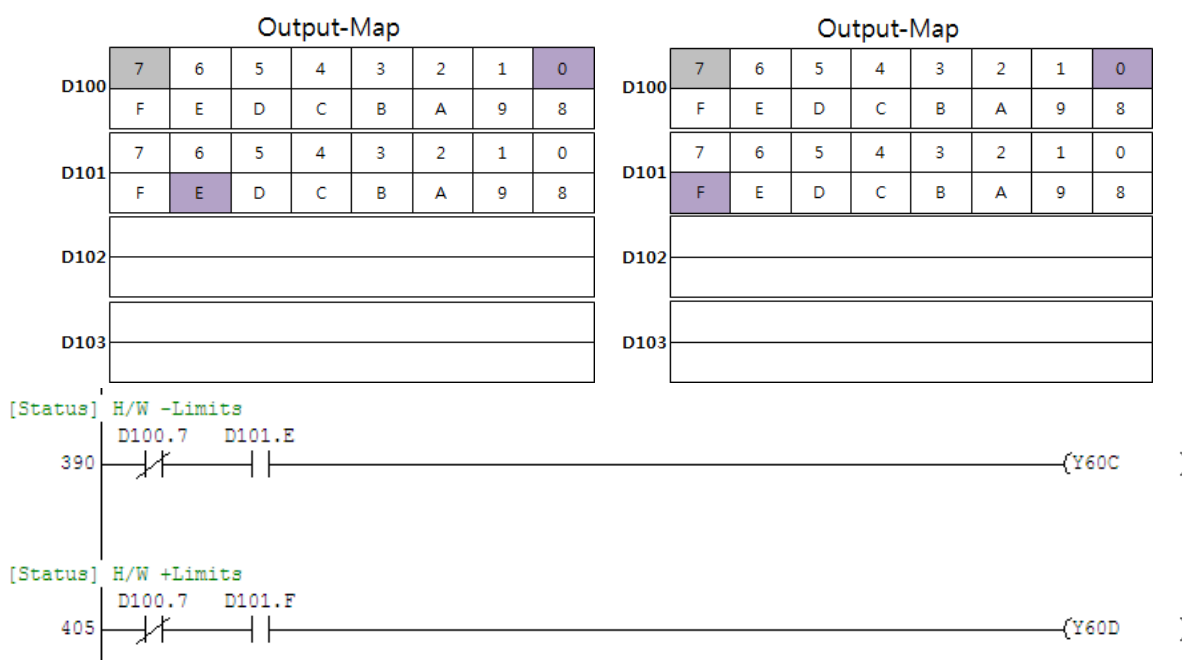 Output-Map Output-Map
D100 7 6 5 4 3 2 1 0 D100 7 6 5 4 3 2 1 0
F E D C B A 9 8 F E D C B A 9 8
D101 7 6 5 4 3 2 1 0 D101 7 6 5 4 3 2 1 0
F E D C B A 9 8 F E D C B A 9 8
D102 D102
D103 D103
[Status] H/W -Limits
D100.7 D101.E
390 (Y60C )
[Status] H/W +Limits
D100.7 D101.F
405 (Y60D )